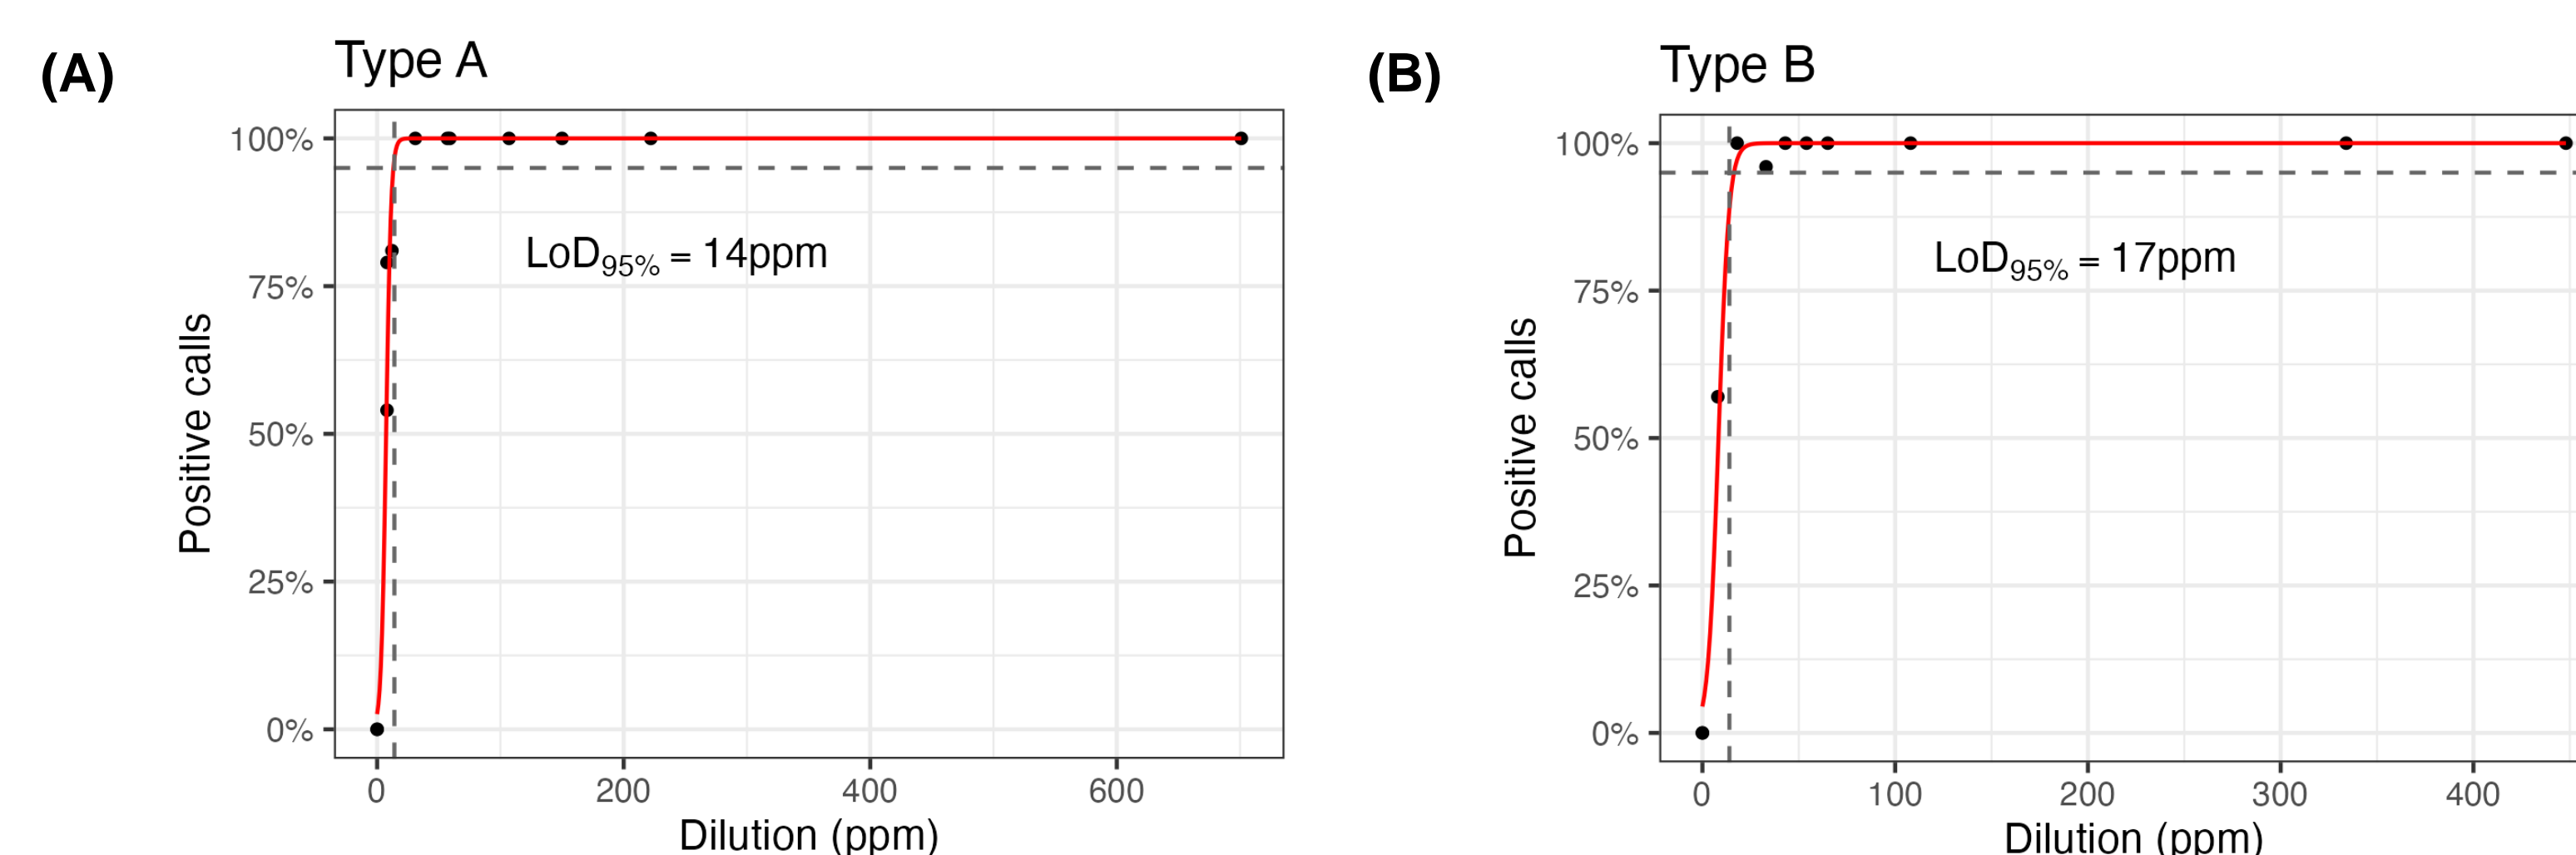 (A)
Type A
100%
75%
50%
25%
0%
Positive calls
LoD95% = 14ppm
0 200 400 600
Dilution (ppm)
(B)
Type B
100%
75%
50%
25%
0%
Positive calls
LoD95% = 17ppm
0 100 200 300 400
Dilution (ppm)